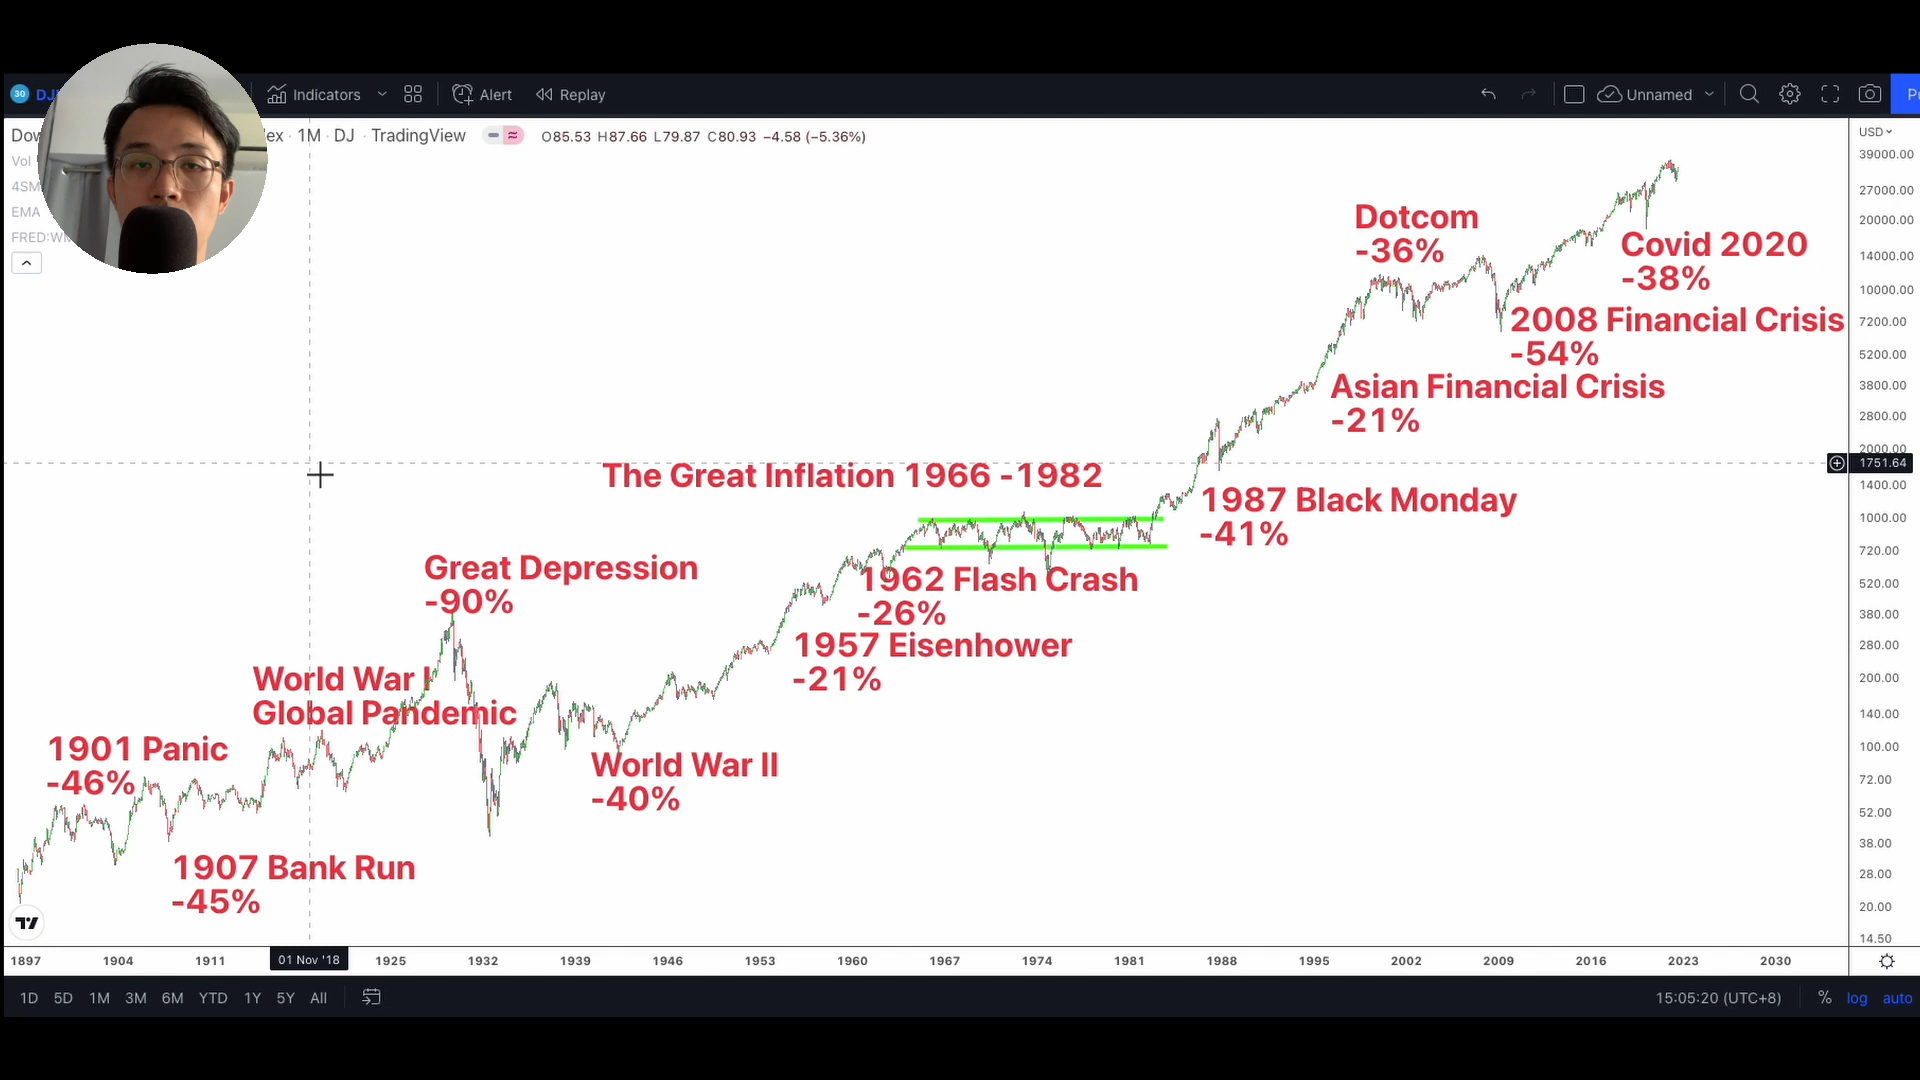 30 DJ
Indicators
Alert
Replay
Unnamed
Dow
ex · 1M · DJ · TradingView
O85.53 H87.66 L79.87 C80.93 −4.58 (−5.36%)
Vol
4SM
EMA
FRED:W
USD
39000.00
27000.00
20000.00
14000.00
10000.00
7200.00
5200.00
3800.00
2800.00
2000.00
1751.64
1400.00
1000.00
720.00
520.00
380.00
280.00
200.00
140.00
100.00
72.00
52.00
38.00
28.00
20.00
14.50
Dotcom
-36%
Covid 2020
-38%
2008 Financial Crisis
-54%
Asian Financial Crisis
-21%
The Great Inflation 1966 -1982
1987 Black Monday
-41%
Great Depression
-90%
1962 Flash Crash
-26%
1957 Eisenhower
-21%
World War I
Global Pandemic
1901 Panic
-46%
World War II
-40%
1907 Bank Run
-45%
1897 1904 1911 01 Nov '18 1925 1932 1939 1946 1953 1960 1967 1974 1981 1988 1995 2002 2009 2016 2023 2030
1D 5D 1M 3M 6M YTD 1Y 5Y All
15:05:20 (UTC+8) % log auto